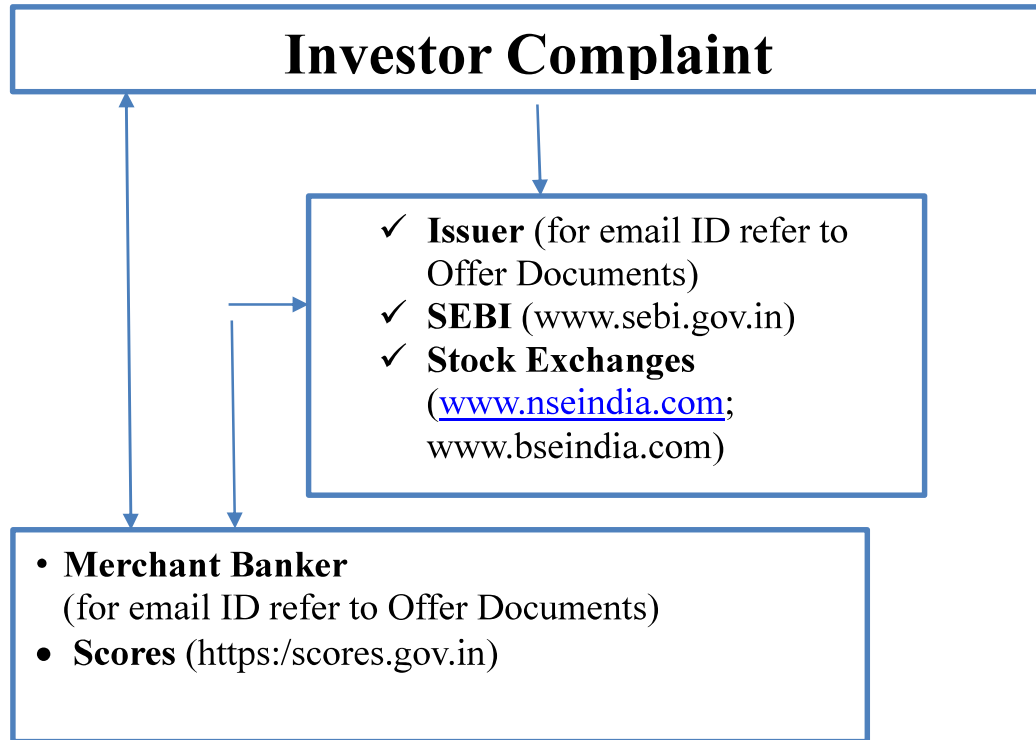 Investor Complaint
✓ Issuer (for email ID refer to
Offer Documents)
✓ SEBI (www.sebi.gov.in)
✓ Stock Exchanges
(www.nseindia.com;
www.bseindia.com)
• Merchant Banker
(for email ID refer to Offer Documents)
• Scores (https:/scores.gov.in)